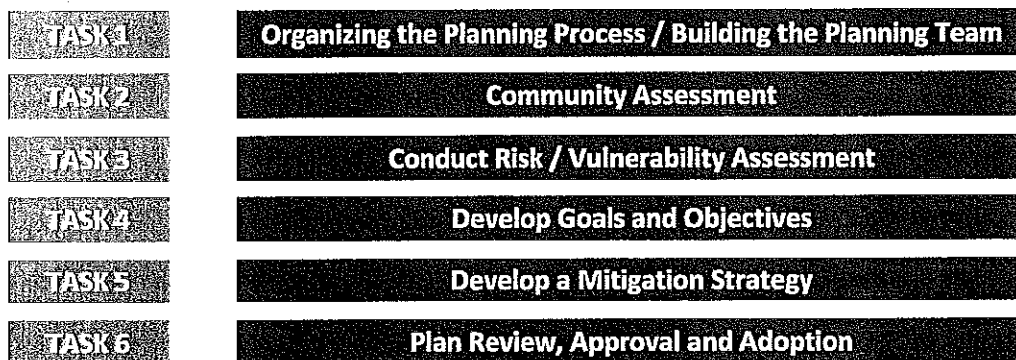 TASK 1 Organizing the Planning Process / Building the Planning Team
TASK 2 Community Assessment
TASK 3 Conduct Risk / Vulnerability Assessment
TASK 4 Develop Goals and Objectives
TASK 5 Develop a Mitigation Strategy
TASK 6 Plan Review, Approval and Adoption